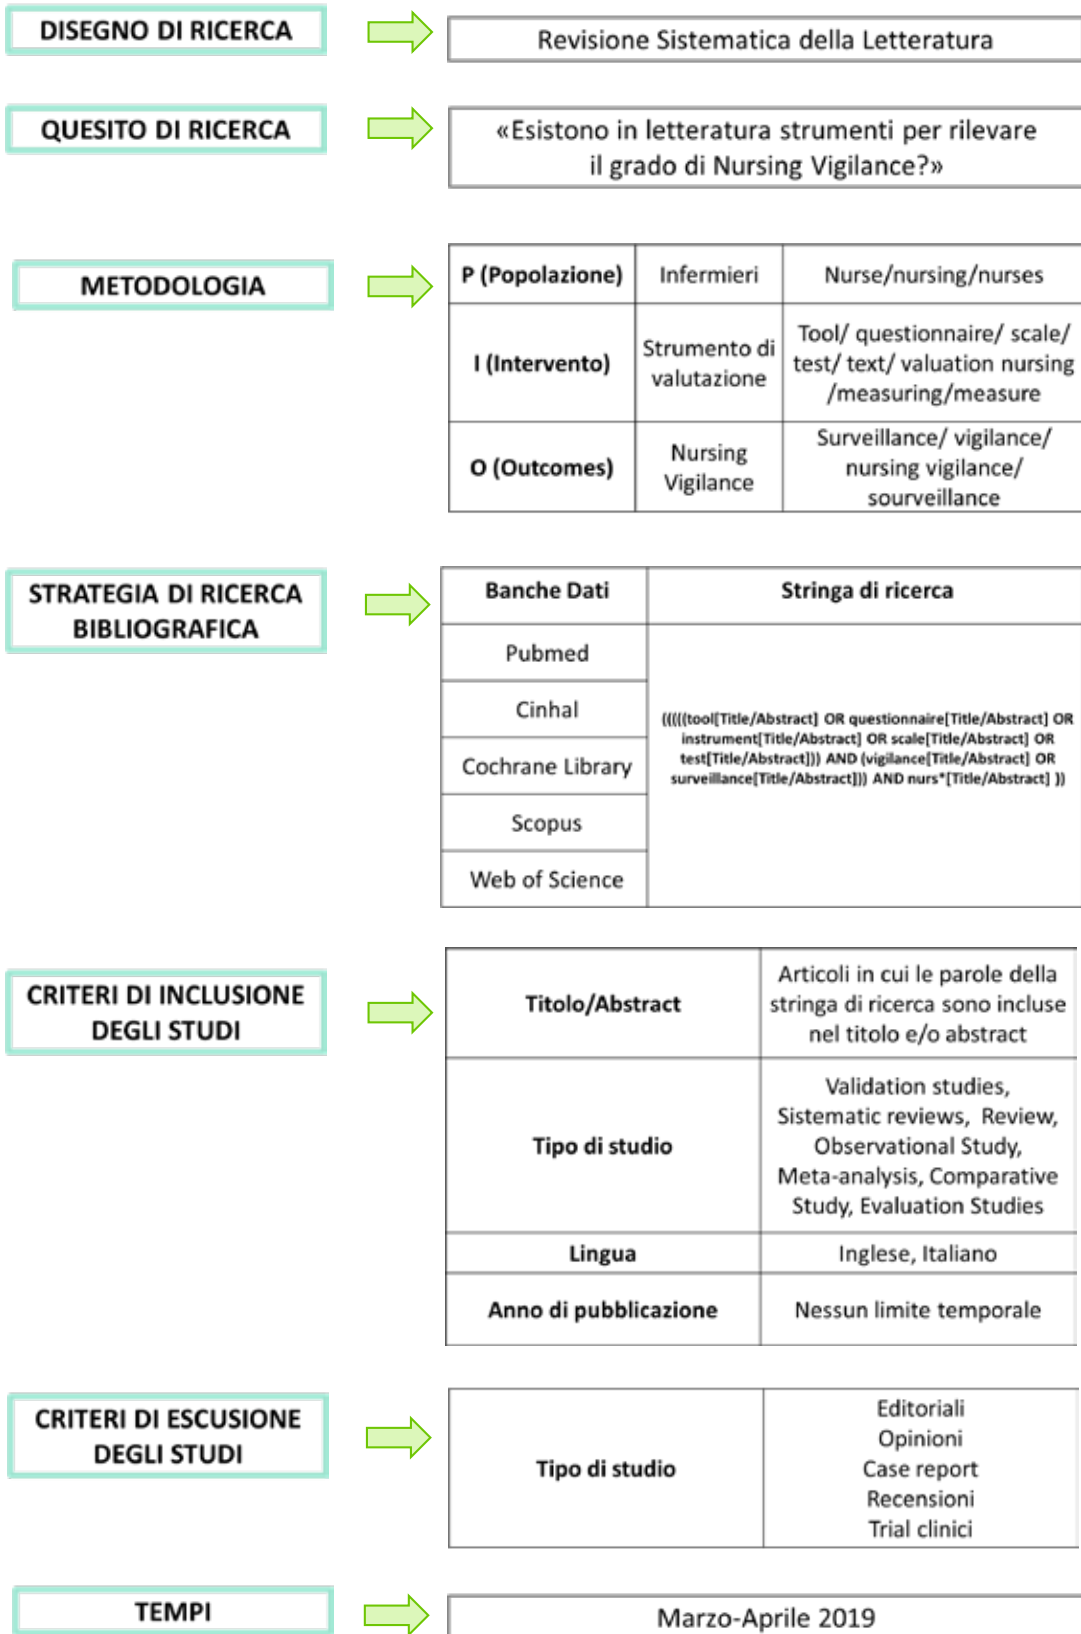 DISEGNO DI RICERCA
Revisione Sistematica della Letteratura
QUESITO DI RICERCA
«Esistono in letteratura strumenti per rilevare
il grado di Nursing Vigilance?»
METODOLOGIA
P (Popolazione)
Infermieri
Nurse/nursing/nurses
I (Intervento)
Strumento di
valutazione
Tool/ questionnaire/ scale/
test/ text/ valuation nursing
/measuring/measure
O (Outcomes)
Nursing
Vigilance
Surveillance/ vigilance/
nursing vigilance/
sourveillance
STRATEGIA DI RICERCA
BIBLIOGRAFICA
Banche Dati
Stringa di ricerca
Pubmed
Cinhal
Cochrane Library
Scopus
Web of Science
(((((tool[Title/Abstract] OR questionnaire[Title/Abstract] OR
instrument[Title/Abstract] OR scale[Title/Abstract] OR
test[Title/Abstract])) AND (vigilance[Title/Abstract] OR
surveillance[Title/Abstract])) AND nurs*[Title/Abstract] ))
CRITERI DI INCLUSIONE
DEGLI STUDI
Titolo/Abstract
Articoli in cui le parole della
stringa di ricerca sono incluse
nel titolo e/o abstract
Tipo di studio
Validation studies,
Sistematic reviews, Review,
Observational Study,
Meta-analysis, Comparative
Study, Evaluation Studies
Lingua
Inglese, Italiano
Anno di pubblicazione
Nessun limite temporale
CRITERI DI ESCUSIONE
DEGLI STUDI
Tipo di studio
Editoriali
Opinioni
Case report
Recensioni
Trial clinici
TEMPI
Marzo-Aprile 2019